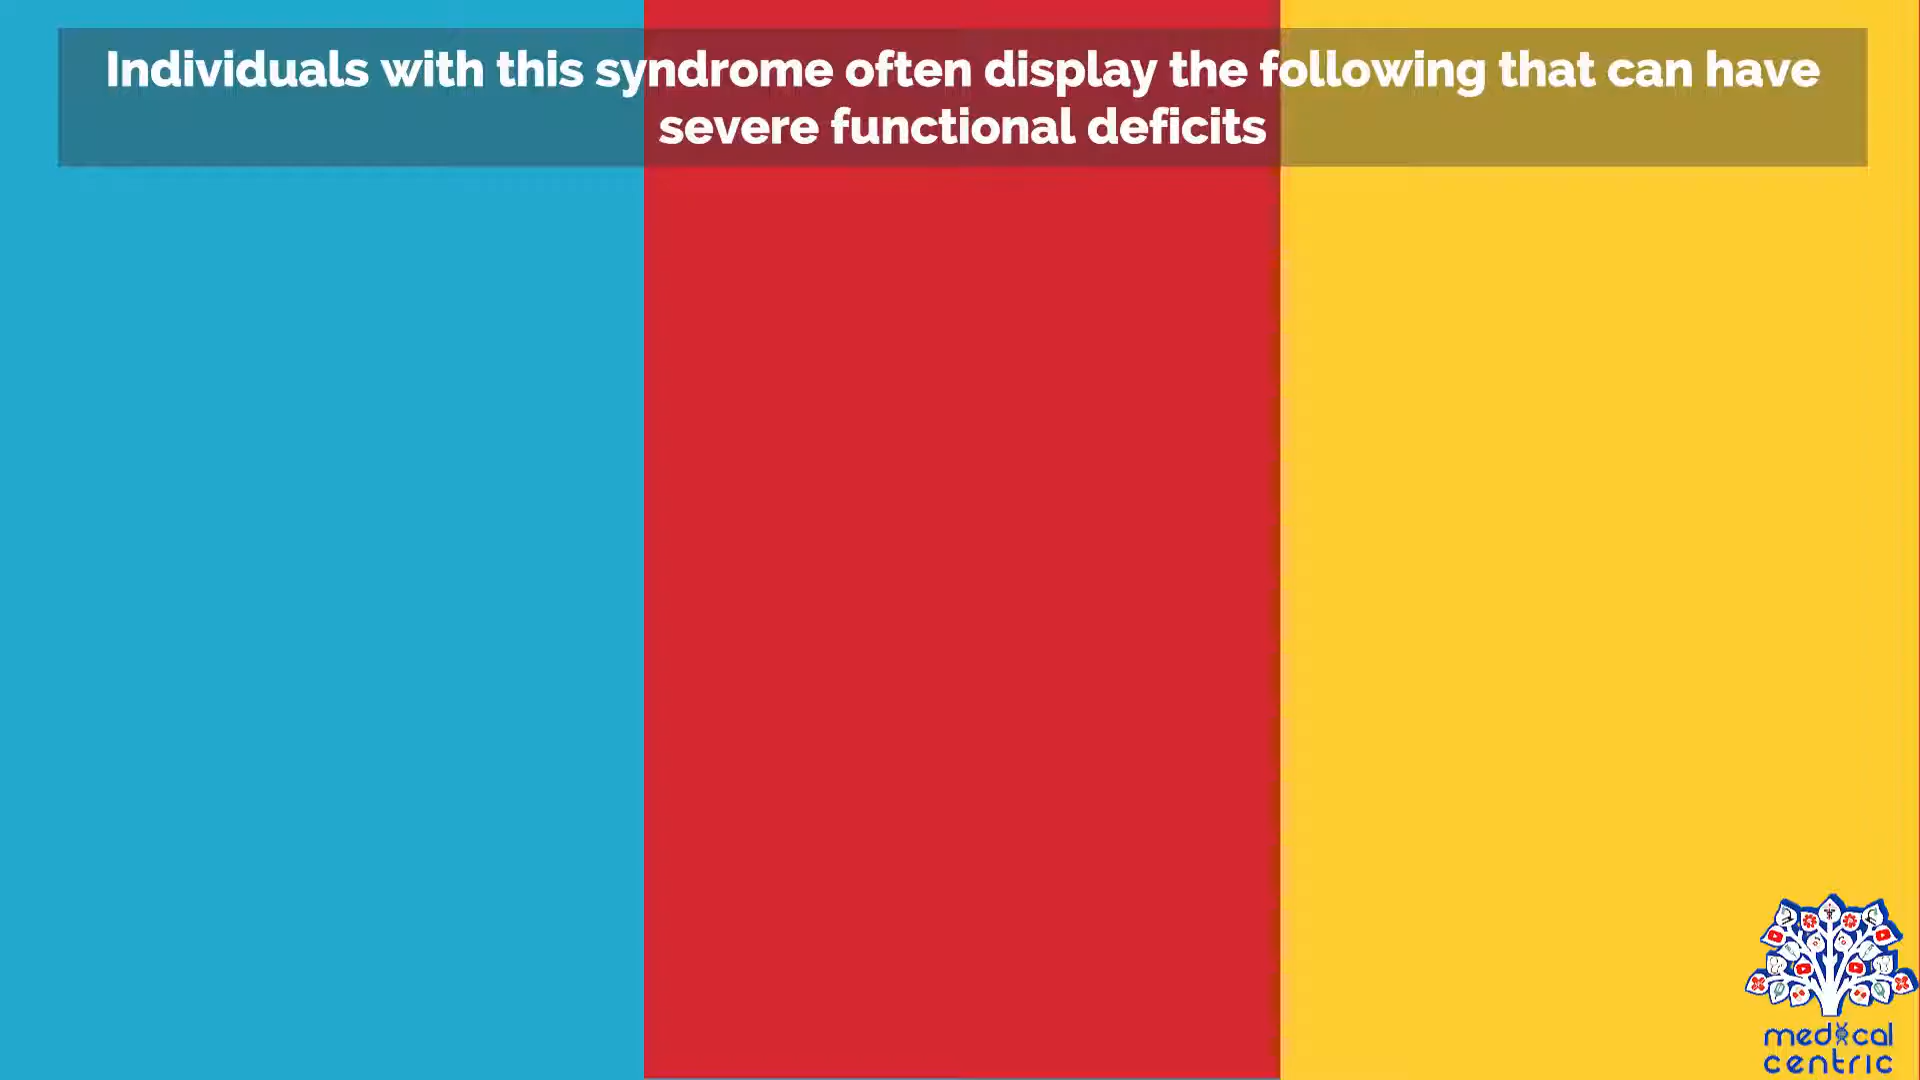 Individuals with this syndrome often display the following that can have
severe functional deficits
medical
centric